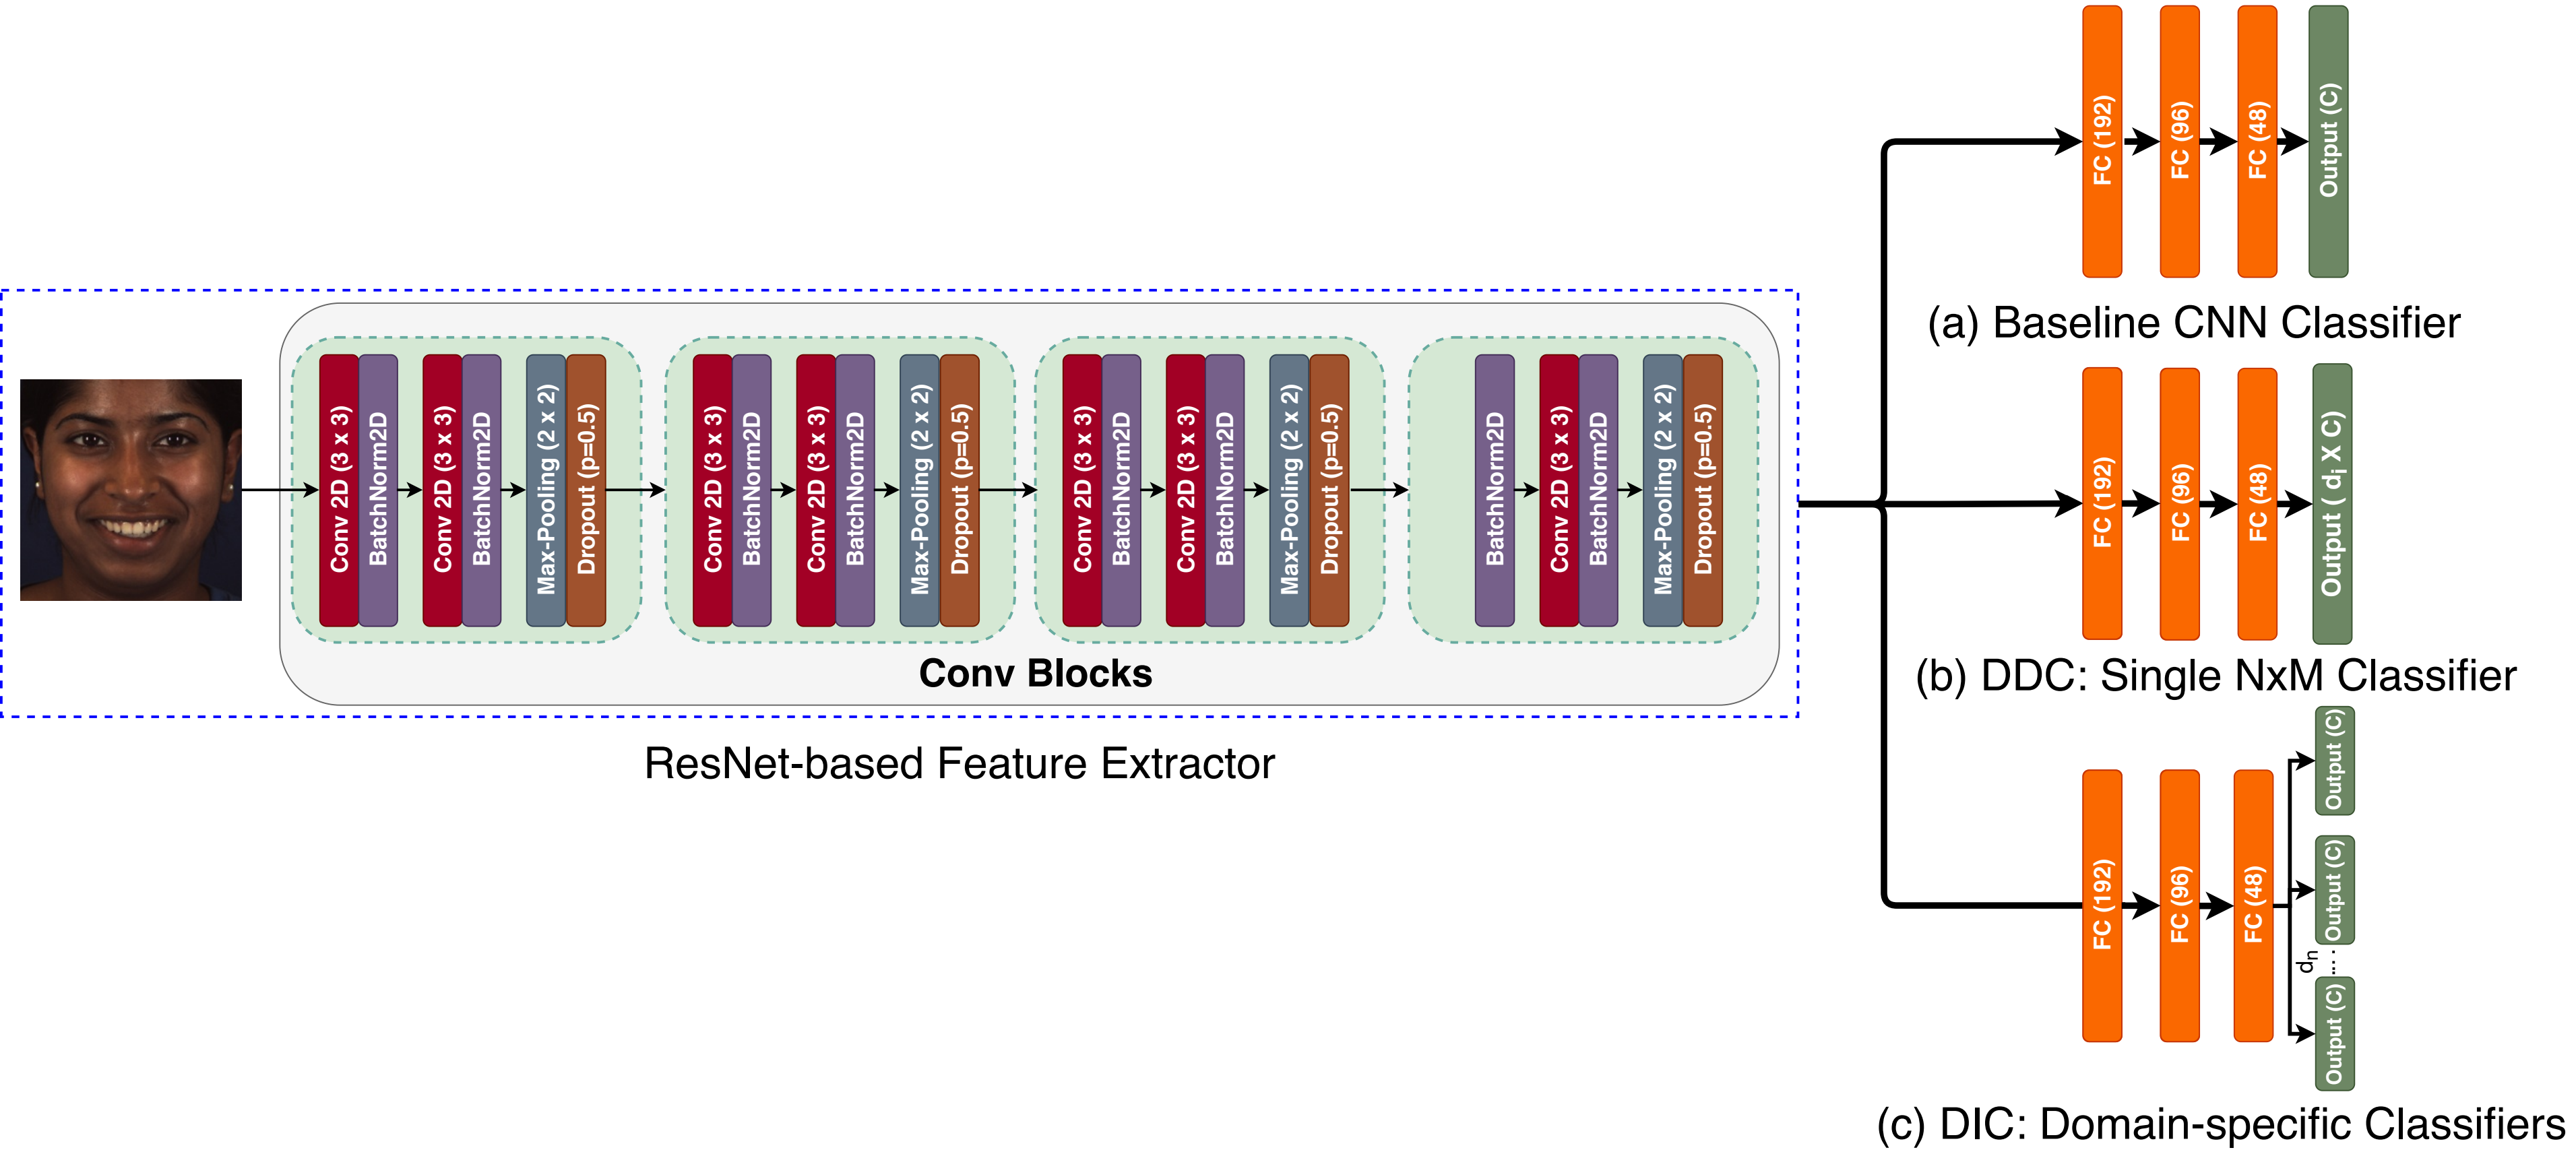 Conv 2D (3 x 3)
BatchNorm2D
Conv 2D (3 x 3)
BatchNorm2D
Max-Pooling (2 x 2)
Dropout (p=0.5)
Conv 2D (3 x 3)
BatchNorm2D
Conv 2D (3 x 3)
BatchNorm2D
Max-Pooling (2 x 2)
Dropout (p=0.5)
Conv 2D (3 x 3)
BatchNorm2D
Conv 2D (3 x 3)
BatchNorm2D
Max-Pooling (2 x 2)
Dropout (p=0.5)
BatchNorm2D
Conv 2D (3 x 3)
BatchNorm2D
Max-Pooling (2 x 2)
Dropout (p=0.5)
Conv Blocks
ResNet-based Feature Extractor
FC (192)
FC (96)
FC (48)
Output (C)
(a) Baseline CNN Classifier
FC (192)
FC (96)
FC (48)
Output ( di X C)
(b) DDC: Single NxM Classifier
FC (192)
FC (96)
FC (48)
Output (C)
Output (C)
dn ....
Output (C)
(c) DIC: Domain-specific Classifiers